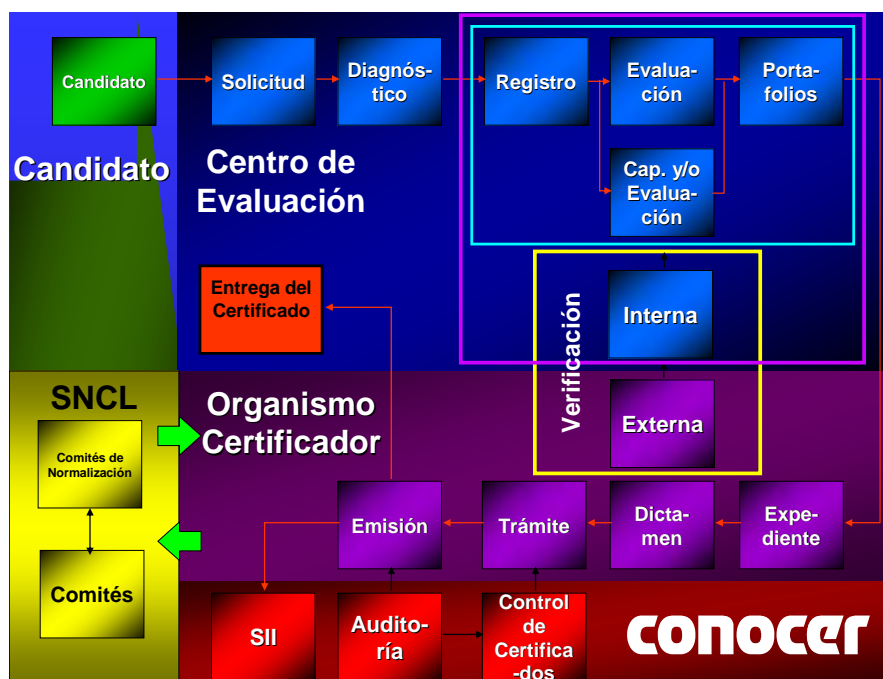 Candidato
Solicitud
Diagnós-
tico
Registro
Evalua-
ción
Porta-
folios
Candidato
Centro de
Evaluación
Cap. y/o
Evalua-
ción
Entrega del
Certificado
Verificación
Interna
Externa
SNCL
Organismo
Certificador
Comités de
Normalización
Comités
Emisión
Trámite
Dicta-
men
Expe-
diente
SII
Audito-
ría
Control
de
Certifica
-dos
conocer